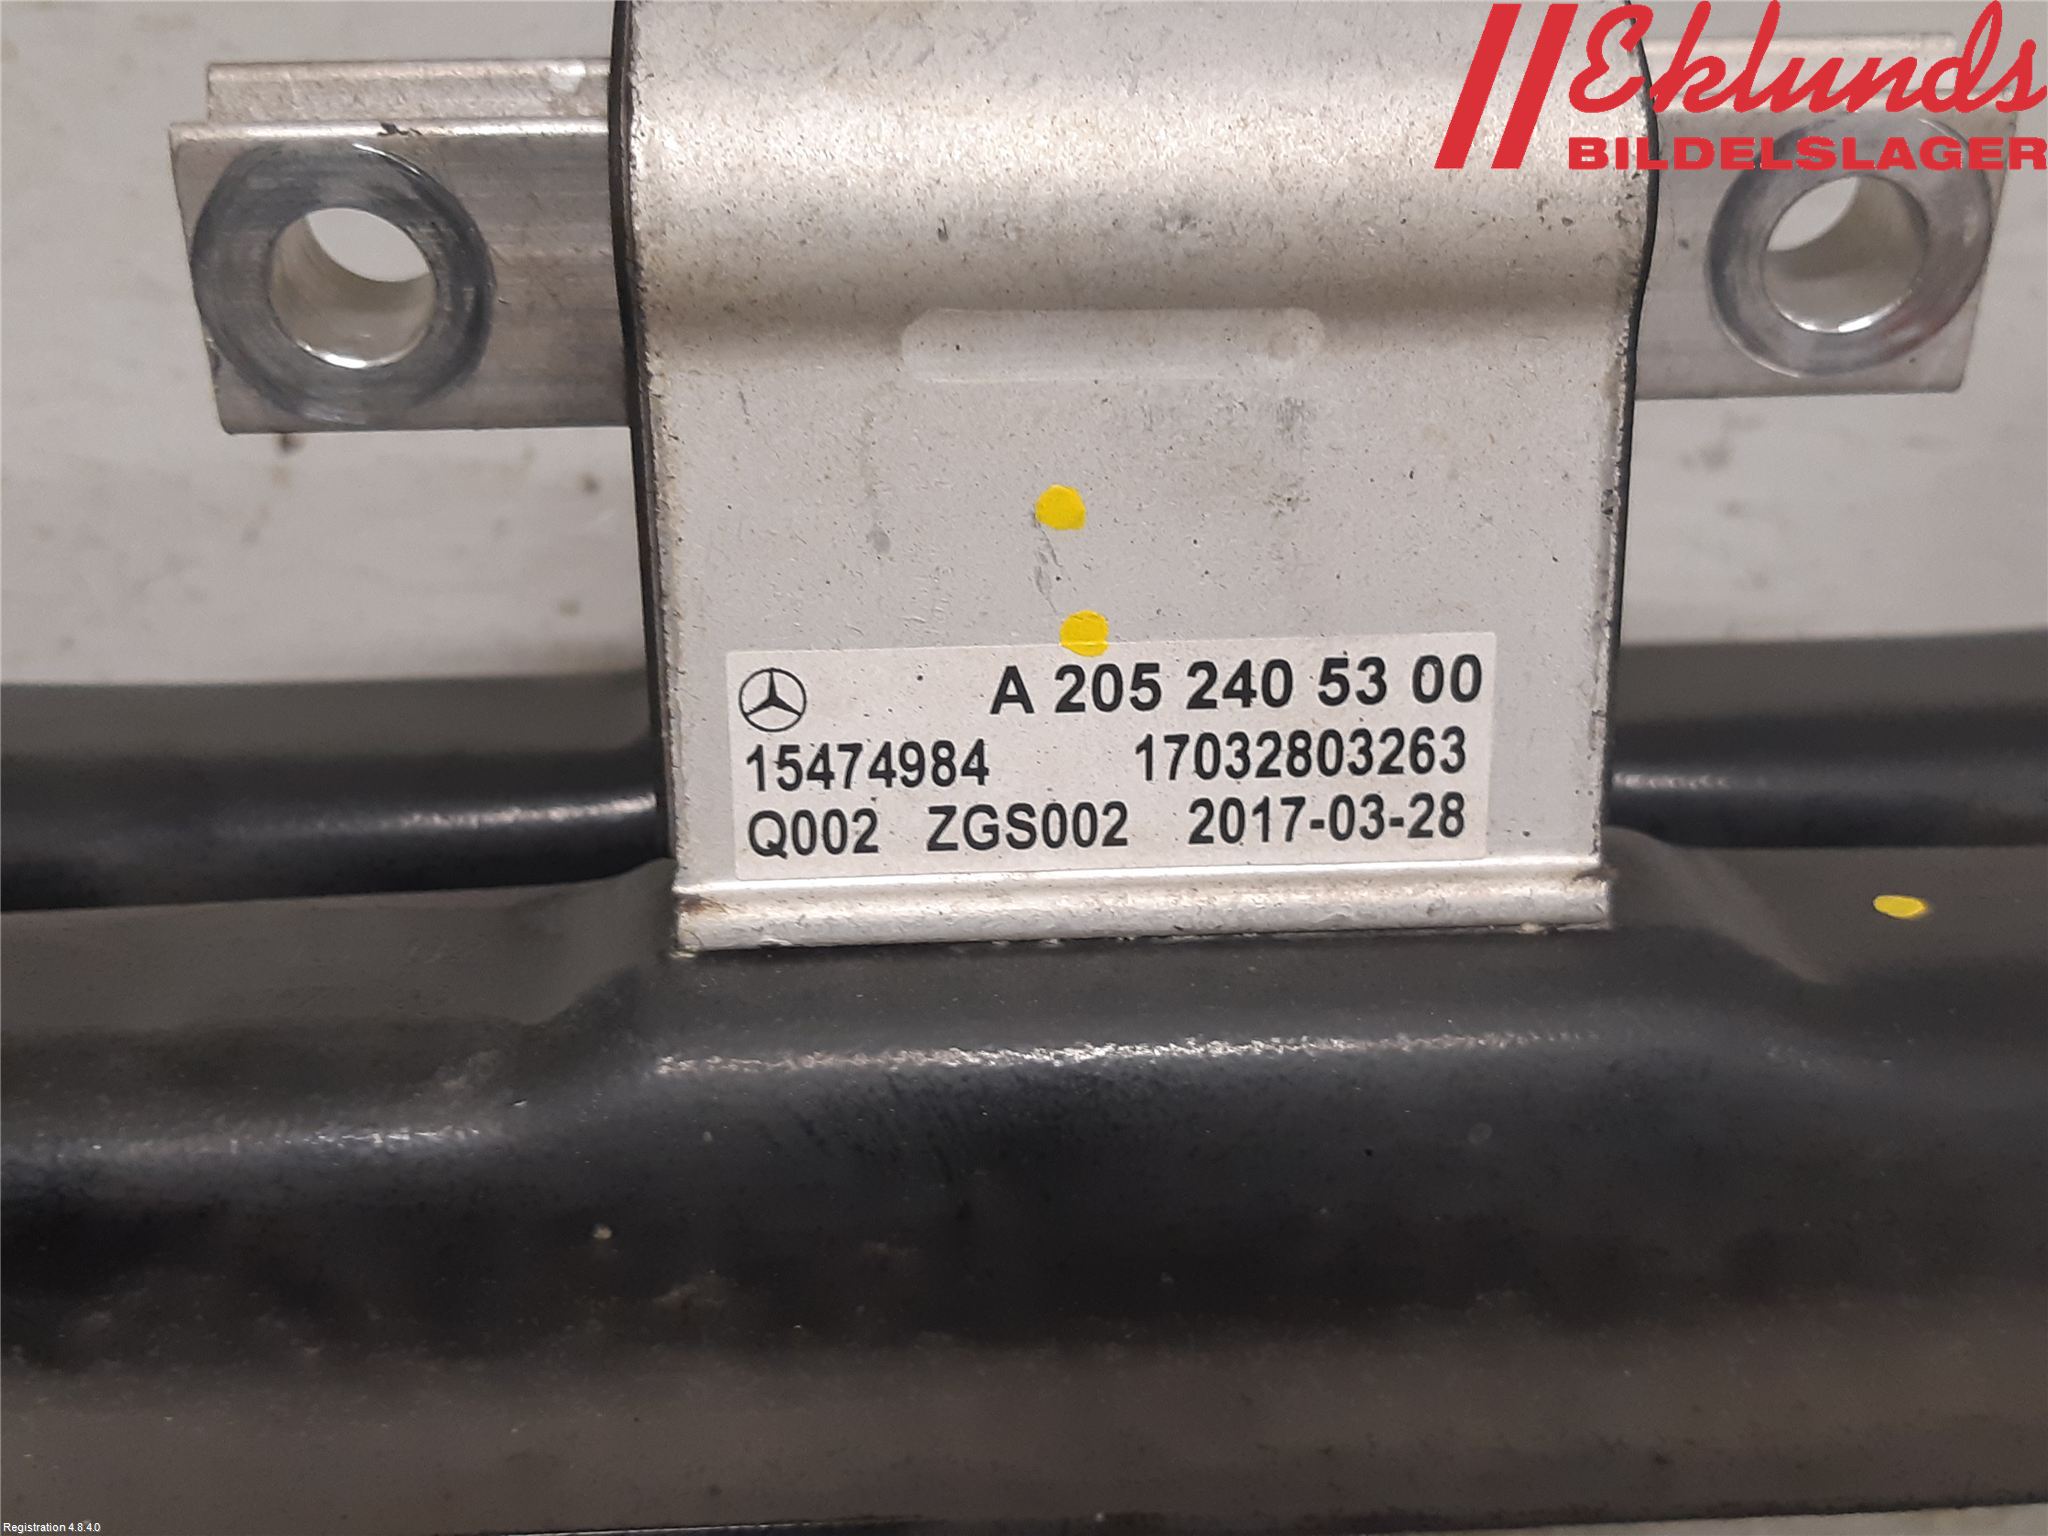 Eklunds
BILDELSLAGER
A 205 240 53 00
15474984 17032803263
Q002 ZGS002 2017-03-28
Registration 4.8.4.0